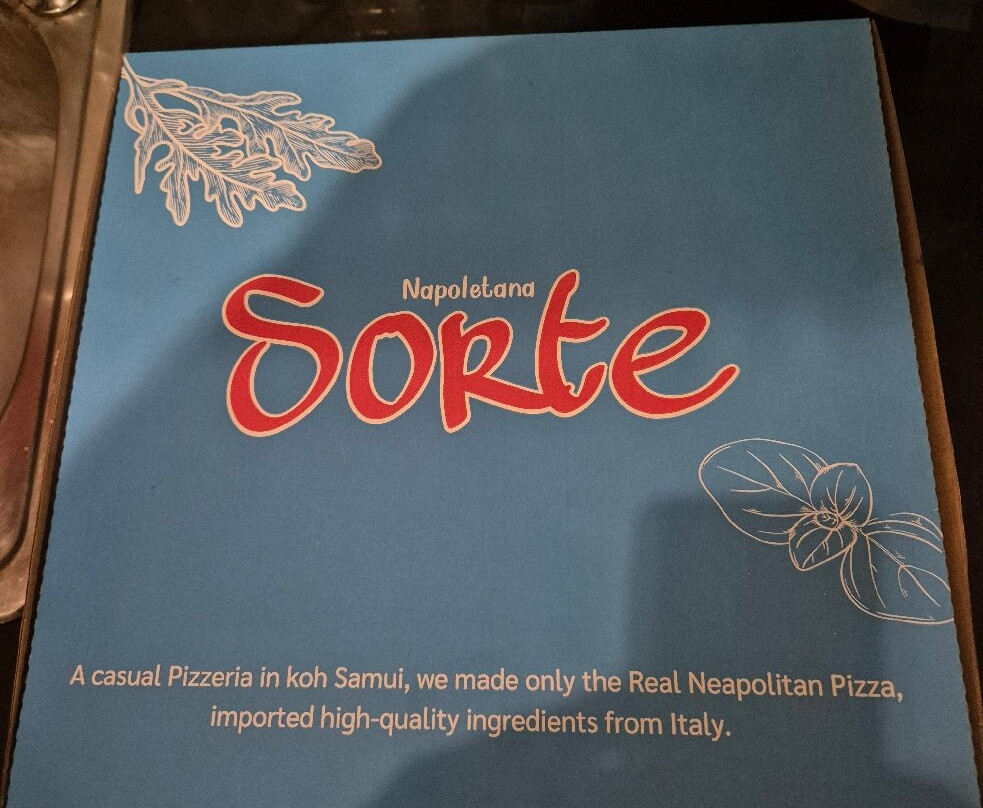 Napoletana
Sorte
A casual Pizzeria in koh Samui, we made only the Real Neapolitan Pizza,
imported high-quality ingredients from Italy.